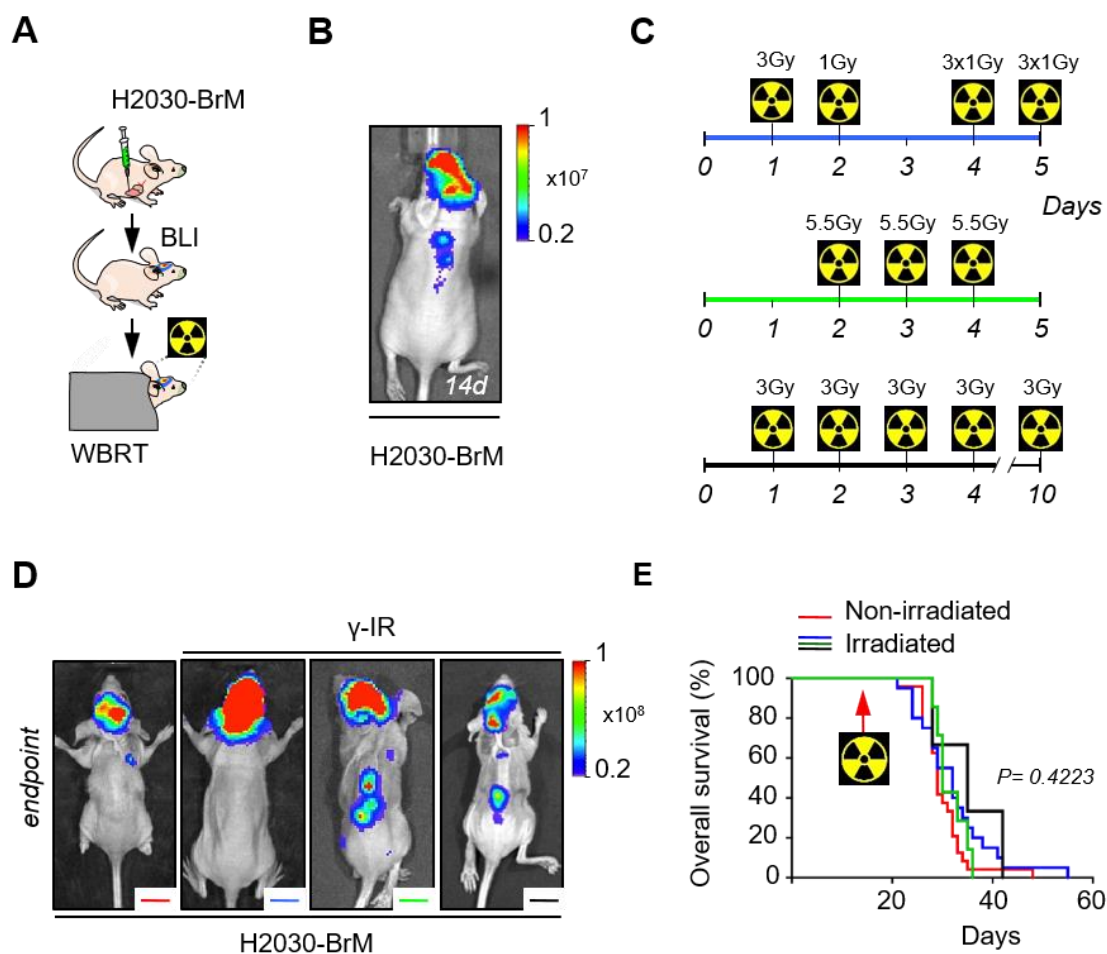 A
H2030-BrM
BLI
WBRT
B
1
x10⁷
0.2
14d
H2030-BrM
C
3Gy 1Gy 3x1Gy 3x1Gy
0 1 2 3 4 5
Days
5.5Gy 5.5Gy 5.5Gy
0 1 2 3 4 5
3Gy 3Gy 3Gy 3Gy 3Gy
0 1 2 3 4 10
D
γ-IR
endpoint
1
x10⁸
0.2
H2030-BrM
E
Non-irradiated
Irradiated
Overall survival (%)
100
80
60
40
20
0
P= 0.4223
20 40 60
Days